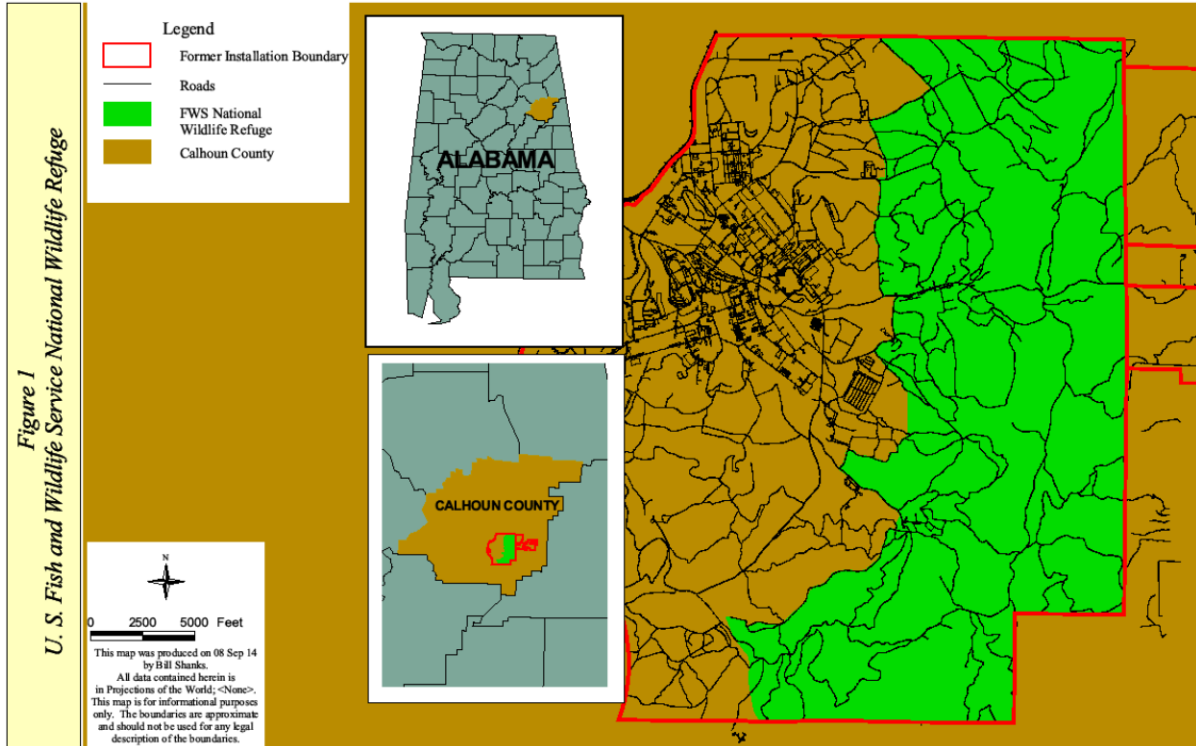 Figure 1
U. S. Fish and Wildlife Service National Wildlife Refuge
Legend
Former Installation Boundary
Roads
FWS National
Wildlife Refuge
Calhoun County
ALABAMA
CALHOUN COUNTY
N
0 2500 5000 Feet
This map was produced on 08 Sep 14
by Bill Shanks.
All data contained herein is
in Projections of the World; <None>.
This map is for informational purposes
only. The boundaries are approximate
and should not be used for any legal
description of the boundaries.